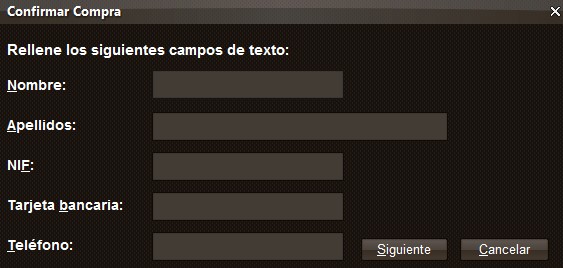 Confirmar Compra
Rellene los siguientes campos de texto:
Nombre:
Apellidos:
NIF:
Tarjeta bancaria:
Teléfono:
Siguiente Cancelar